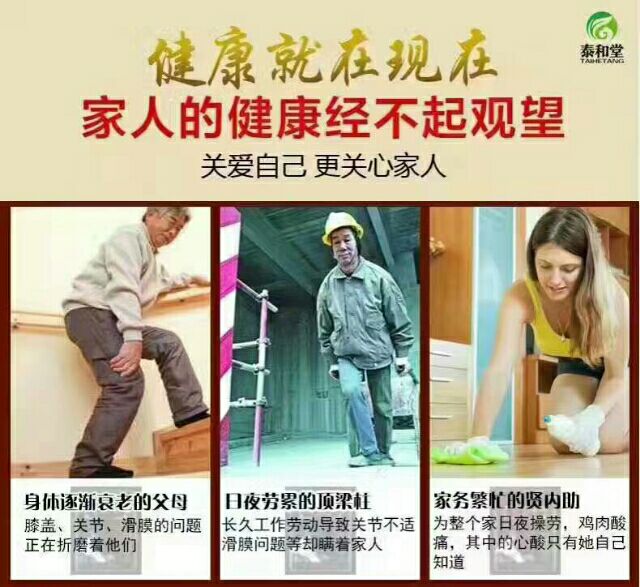 泰和堂
TAIHETANG
健康就在现在
家人的健康经不起观望
关爱自己 更关心家人
身体逐渐衰老的父母
膝盖、关节、滑膜的问题
正在折磨着他们
日夜劳累的顶梁柱
长久工作劳动导致关节不适
滑膜问题等却瞒着家人
家务繁忙的贤内助
为整个家日夜操劳，鸡肉酸
痛，其中的心酸只有她自己
知道